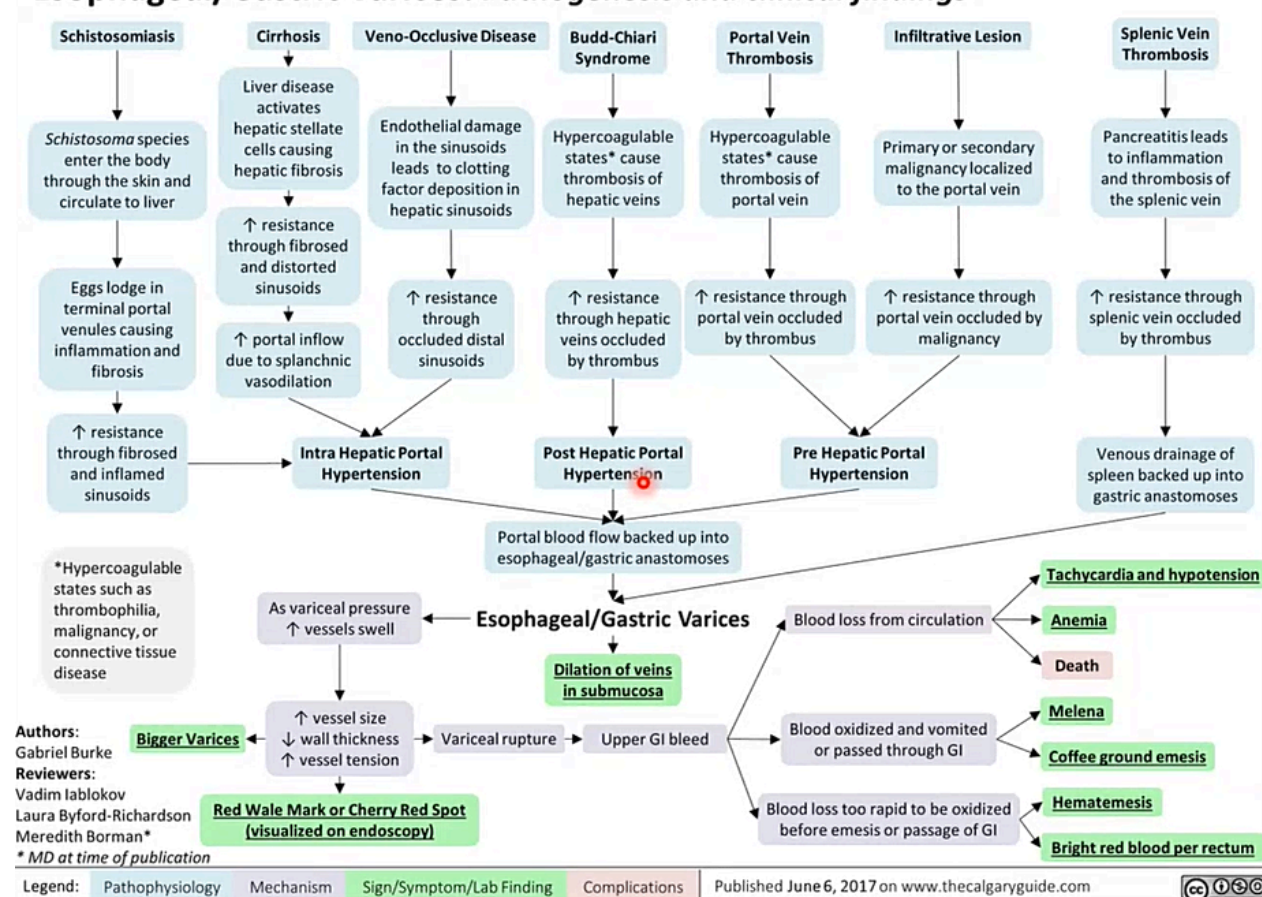 Esophageal/Gastric Varices: Pathogenesis and clinical findings
Schistosomiasis
Cirrhosis
Veno-Occlusive Disease
Budd-Chiari
Syndrome
Portal Vein
Thrombosis
Infiltrative Lesion
Splenic Vein
Thrombosis
Schistosoma species
enter the body
through the skin and
circulate to liver
Liver disease
activates
hepatic stellate
cells causing
hepatic fibrosis
Endothelial damage
in the sinusoids
leads to clotting
factor deposition in
hepatic sinusoids
Hypercoagulable
states* cause
thrombosis of
hepatic veins
Hypercoagulable
states* cause
thrombosis of
portal vein
Primary or secondary
malignancy localized
to the portal vein
Pancreatitis leads
to inflammation
and thrombosis of
the splenic vein
↑ resistance
through fibrosed
and distorted
sinusoids
Eggs lodge in
terminal portal
venules causing
inflammation and
fibrosis
↑ portal inflow
due to splanchnic
vasodilation
↑ resistance
through
occluded distal
sinusoids
↑ resistance
through hepatic
veins occluded
by thrombus
↑ resistance through
portal vein occluded
by thrombus
↑ resistance through
portal vein occluded by
malignancy
↑ resistance through
splenic vein occluded
by thrombus
↑ resistance
through fibrosed
and inflamed
sinusoids
Intra Hepatic Portal
Hypertension
Post Hepatic Portal
Hypertension
Pre Hepatic Portal
Hypertension
Venous drainage of
spleen backed up into
gastric anastomoses
Portal blood flow backed up into
esophageal/gastric anastomoses
*Hypercoagulable
states such as
thrombophilia,
malignancy, or
connective tissue
disease
As variceal pressure
↑ vessels swell
Esophageal/Gastric Varices
Dilation of veins
in submucosa
Blood loss from circulation
Tachycardia and hypotension
Anemia
Death
Bigger Varices
↑ vessel size
↓ wall thickness
↑ vessel tension
Variceal rupture
Upper GI bleed
Blood oxidized and vomited
or passed through GI
Melena
Coffee ground emesis
Red Wale Mark or Cherry Red Spot
(visualized on endoscopy)
Blood loss too rapid to be oxidized
before emesis or passage of GI
Hematemesis
Bright red blood per rectum
Authors:
Gabriel Burke
Reviewers:
Vadim Iablokov
Laura Byford-Richardson
Meredith Borman*
* MD at time of publication
Legend:
Pathophysiology
Mechanism
Sign/Symptom/Lab Finding
Complications
Published June 6, 2017 on www.thecalgaryguide.com
cc